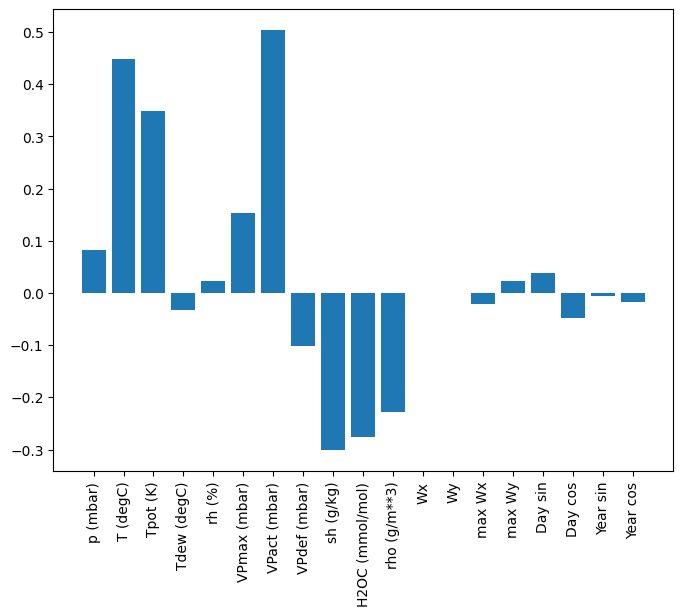 0.5
0.4
0.3
0.2
0.1
0.0
−0.1
−0.2
−0.3
p (mbar)
T (degC)
Tpot (K)
Tdew (degC)
rh (%)
VPmax (mbar)
VPact (mbar)
VPdef (mbar)
sh (g/kg)
H2OC (mmol/mol)
rho (g/m**3)
Wx
Wy
max Wx
max Wy
Day sin
Day cos
Year sin
Year cos